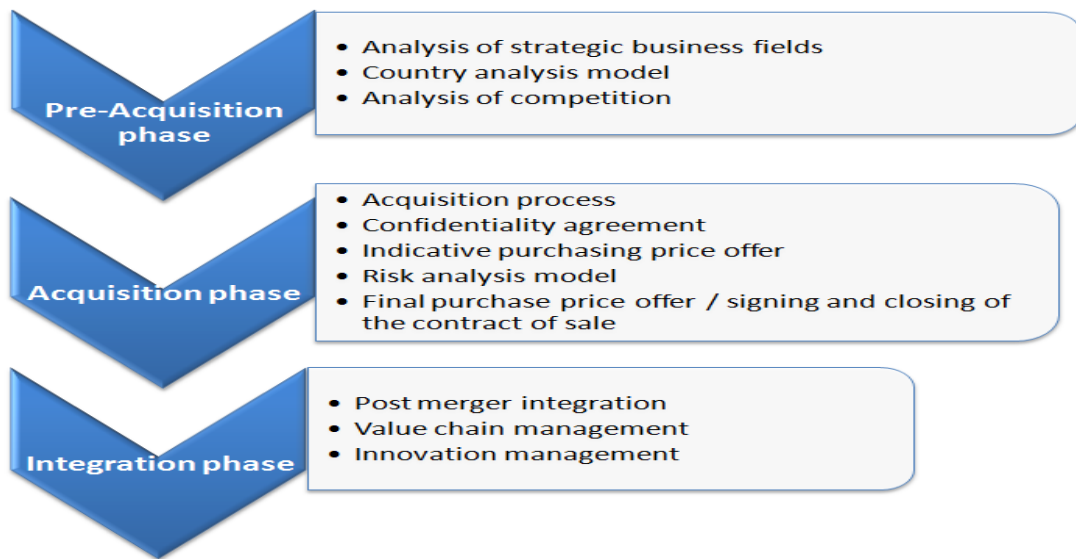 Pre-Acquisition
phase
• Analysis of strategic business fields
• Country analysis model
• Analysis of competition
Acquisition phase
• Acquisition process
• Confidentiality agreement
• Indicative purchasing price offer
• Risk analysis model
• Final purchase price offer / signing and closing of
the contract of sale
Integration phase
• Post merger integration
• Value chain management
• Innovation management